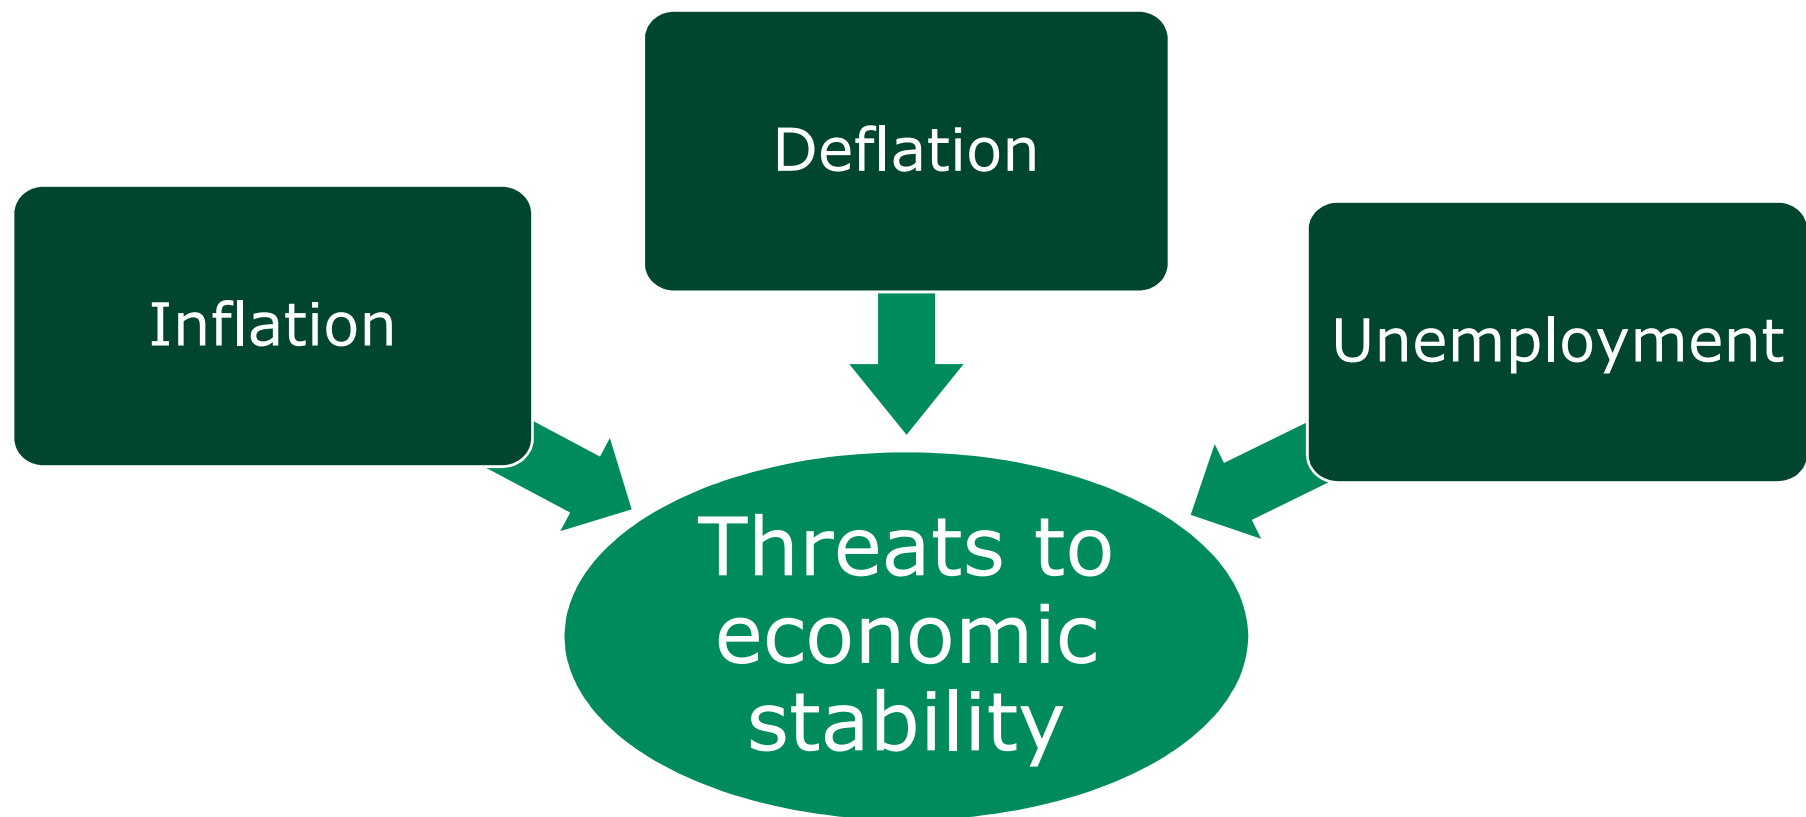 Deflation
Inflation
Unemployment
Threats to
economic
stability